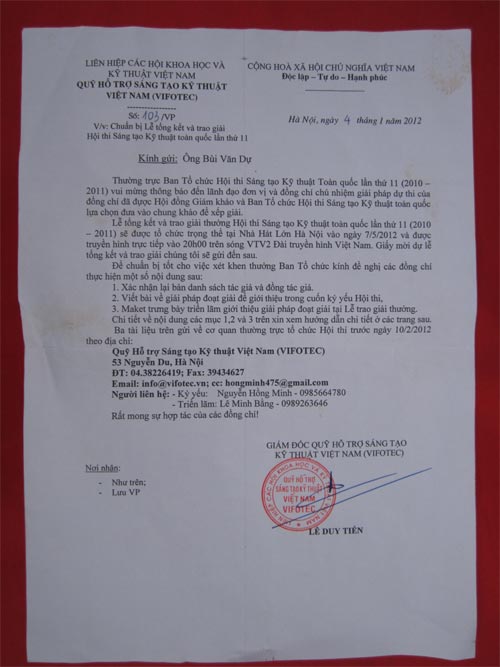 LIÊN HIỆP CÁC HỘI KHOA HỌC VÀ
KỸ THUẬT VIỆT NAM
QUỸ HỖ TRỢ SÁNG TẠO KỸ THUẬT
VIỆT NAM (VIFOTEC)
Số: 103/VP
V/v: Chuẩn bị Lễ tổng kết và trao giải
Hội thi Sáng tạo Kỹ thuật toàn quốc lần thứ 11
CỘNG HOÀ XÃ HỘI CHỦ NGHĨA VIỆT NAM
Độc lập – Tự do – Hạnh phúc
Hà Nội, ngày 4 tháng 1 năm 2012
Kính gửi: Ông Bùi Văn Dự
Thường trực Ban Tổ chức Hội thi Sáng tạo Kỹ thuật Toàn quốc lần thứ 11 (2010 –
2011) vui mừng thông báo đến lãnh đạo đơn vị và đồng chí chủ nhiệm giải pháp dự thi của
đồng chí đã được Hội đồng Giám khảo và Ban Tổ chức Hội thi Sáng tạo Kỹ thuật toàn quốc
lựa chọn đưa vào chung khảo để xếp giải.
Lễ tổng kết và trao giải thưởng Hội thi Sáng tạo Kỹ thuật toàn quốc lần thứ 11 (2010
– 2011) sẽ được tổ chức trọng thể tại Nhà Hát Lớn Hà Nội vào ngày 7/5/2012 và được
truyền hình trực tiếp vào 20h00 trên sóng VTV2 Đài truyền hình Việt Nam. Giấy mời dự lễ
tổng kết và trao giải chúng tôi sẽ gửi đến sau.
Để chuẩn bị tốt cho việc xét khen thưởng Ban Tổ chức kính đề nghị các đồng chí
thực hiện một số nội dung sau:
1. Xác nhận lại bản danh sách tác giả và đồng tác giả.
2. Viết bài về giải pháp đoạt giải để giới thiệu trong cuốn kỷ yếu Hội thi,
3. Maket trưng bày triển lãm giới thiệu giải pháp đoạt giải tại Lễ trao giải thưởng.
Chi tiết về nội dung các mục 1,2 và 3 trên xin xem hướng dẫn chi tiết ở các trang sau.
Ba tài liệu trên gửi về cơ quan thường trực tổ chức Hội thi trước ngày 10/2/2012
theo địa chỉ:
Quỹ Hỗ trợ Sáng tạo Kỹ thuật Việt Nam (VIFOTEC)
53 Nguyễn Du, Hà Nội
ĐT: 04.38226419; Fax: 39434627
Email: info@vifotec.vn; cc: hongminh475@gmail.com
Người liên hệ: - Kỷ yếu: Nguyễn Hồng Minh - 0985664780
- Triển lãm: Lê Minh Bằng - 0989263646
Rất mong sự hợp tác của các đồng chí!
GIÁM ĐỐC QUỸ HỖ TRỢ SÁNG TẠO
KỸ THUẬT VIỆT NAM (VIFOTEC)
Nơi nhận:
- Như trên;
- Lưu VP
QUỸ HỖ TRỢ
SÁNG TẠO KỸ THUẬT
VIỆT NAM
VIFOTEC
LÊ DUY TIẾN